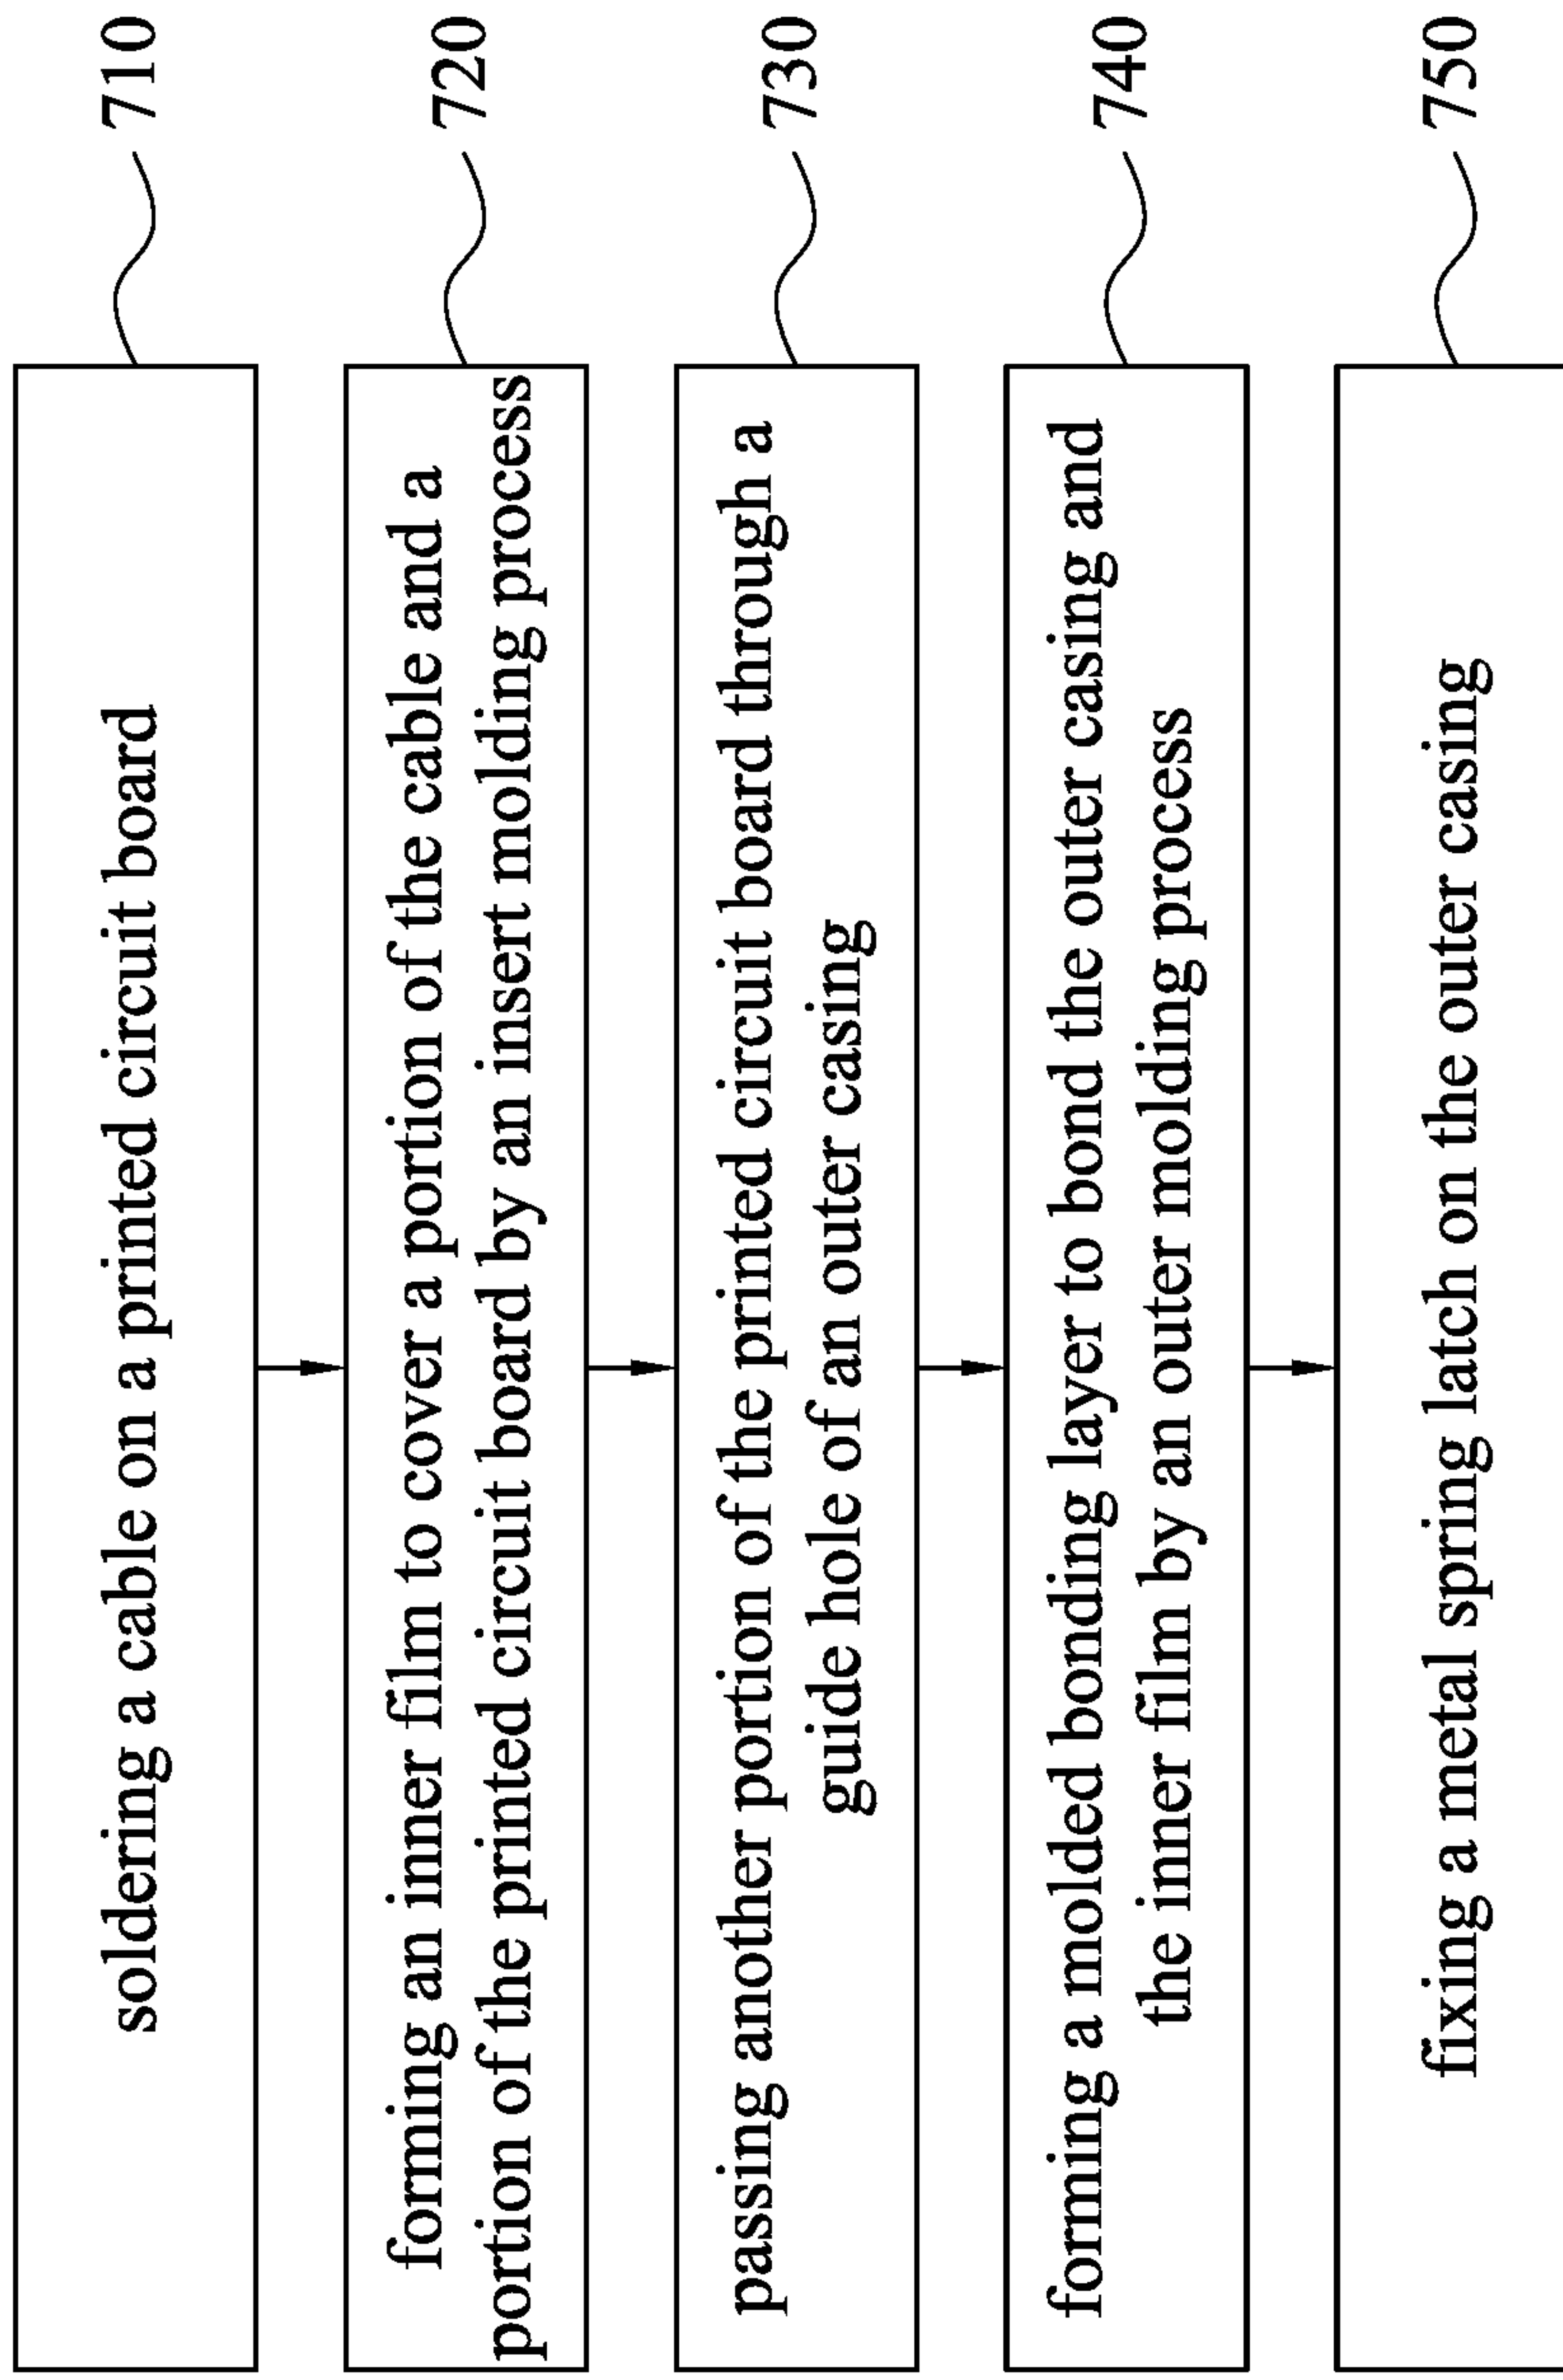 soldering a cable on a printed circuit board
710
forming an inner film to cover a portion of the cable and a
portion of the printed circuit board by an insert molding process
720
passing another portion of the printed circuit board through a
guide hole of an outer casing
730
forming a molded bonding layer to bond the outer casing and
the inner film by an outer molding process
740
fixing a metal spring latch on the outer casing
750